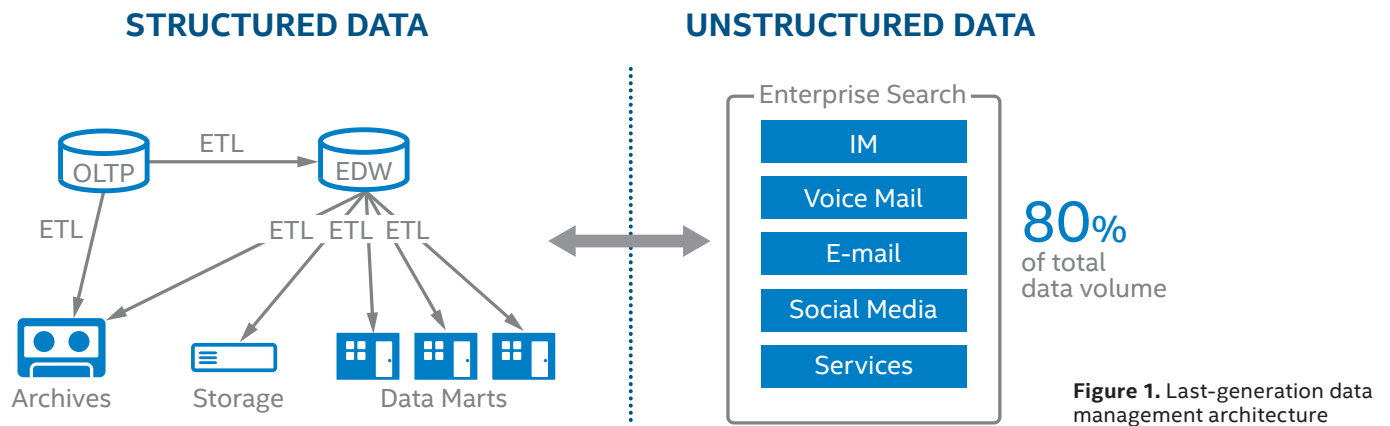 STRUCTURED DATA
OLTP
ETL
EDW
ETL
ETL ETL ETL
Archives
Storage
Data Marts
UNSTRUCTURED DATA
Enterprise Search
IM
Voice Mail
E-mail
Social Media
Services
80%
of total
data volume
Figure 1. Last-generation data
management architecture